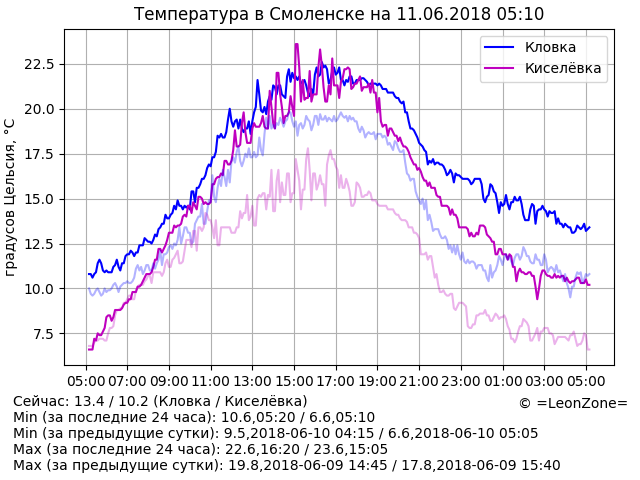 Температура в Смоленске на 11.06.2018 05:10
Кловка
Киселёвка
градусов Цельсия, °C
22.5
20.0
17.5
15.0
12.5
10.0
7.5
05:00 07:00 09:00 11:00 13:00 15:00 17:00 19:00 21:00 23:00 01:00 03:00 05:00
Сейчас: 13.4 / 10.2 (Кловка / Киселёвка)
© =LeonZone=
Min (за последние 24 часа): 10.6,05:20 / 6.6,05:10
Min (за предыдущие сутки): 9.5,2018-06-10 04:15 / 6.6,2018-06-10 05:05
Max (за последние 24 часа): 22.6,16:20 / 23.6,15:05
Max (за предыдущие сутки): 19.8,2018-06-09 14:45 / 17.8,2018-06-09 15:40